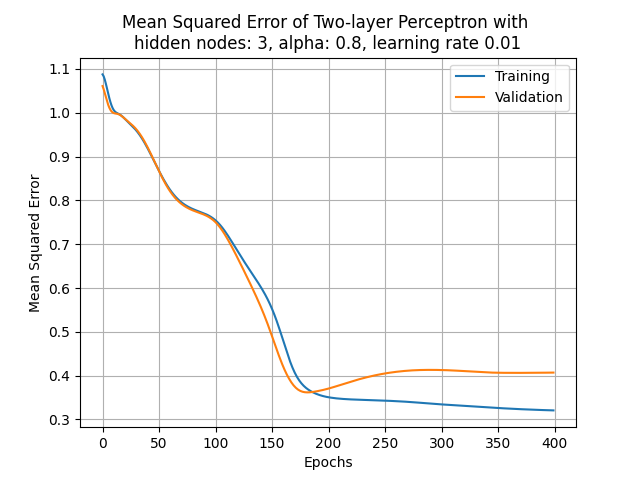 Mean Squared Error of Two-layer Perceptron with
hidden nodes: 3, alpha: 0.8, learning rate 0.01
Training
Validation
Mean Squared Error
1.1
1.0
0.9
0.8
0.7
0.6
0.5
0.4
0.3
0 50 100 150 200 250 300 350 400
Epochs